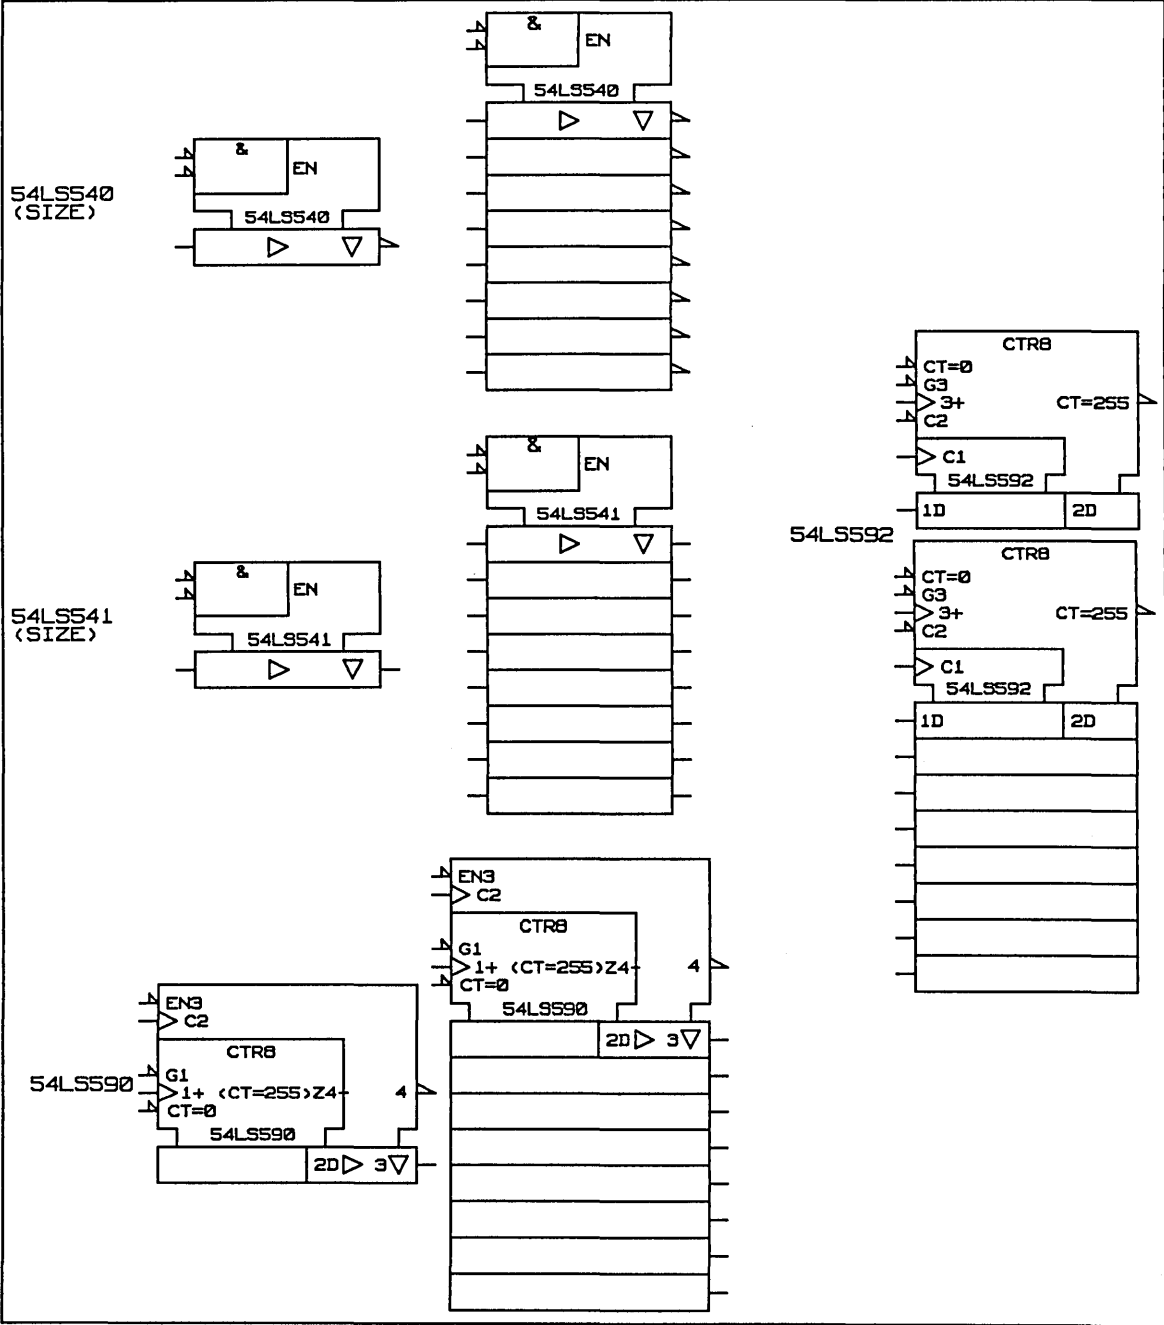 &
EN
54LS540
54LS540
(SIZE)
&
EN
54LS540
CTR8
CT=0
G3
3+
CT=255
C2
C1
54LS592
1D 2D
&
EN
54LS541
54LS592
CTR8
CT=0
G3
3+
CT=255
C2
C1
54LS592
1D 2D
54LS541
(SIZE)
&
EN
54LS541
EN3
C2
CTR8
G1
1+ (CT=255)Z4
4
CT=0
54LS590
2D 3
54LS590
EN3
C2
CTR8
G1
1+ (CT=255)Z4
4
CT=0
54LS590
2D 3